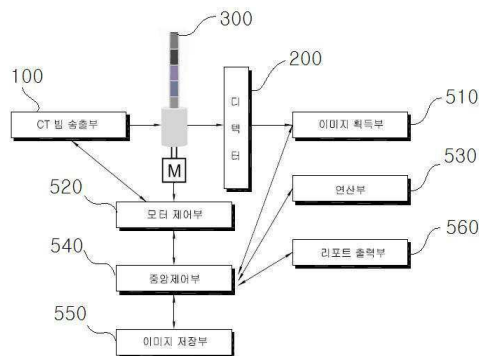 300
200
100
510
CT 빔 송출부
디텍터
이미지 획득부
530
M
520
연산부
모터 제어부
560
540
중앙제어부
리포트 출력부
550
이미지 저장부